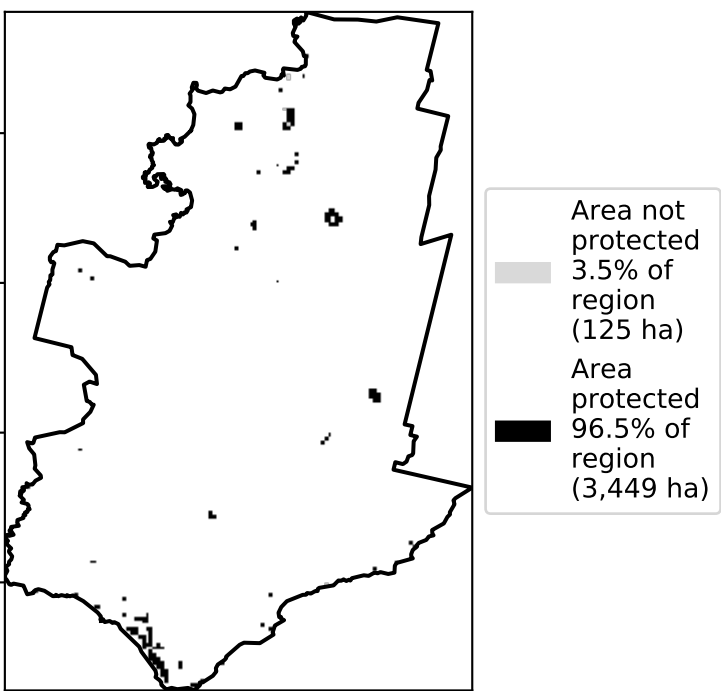 Area not
protected
3.5% of
region
(125 ha)
Area
protected
96.5% of
region
(3,449 ha)